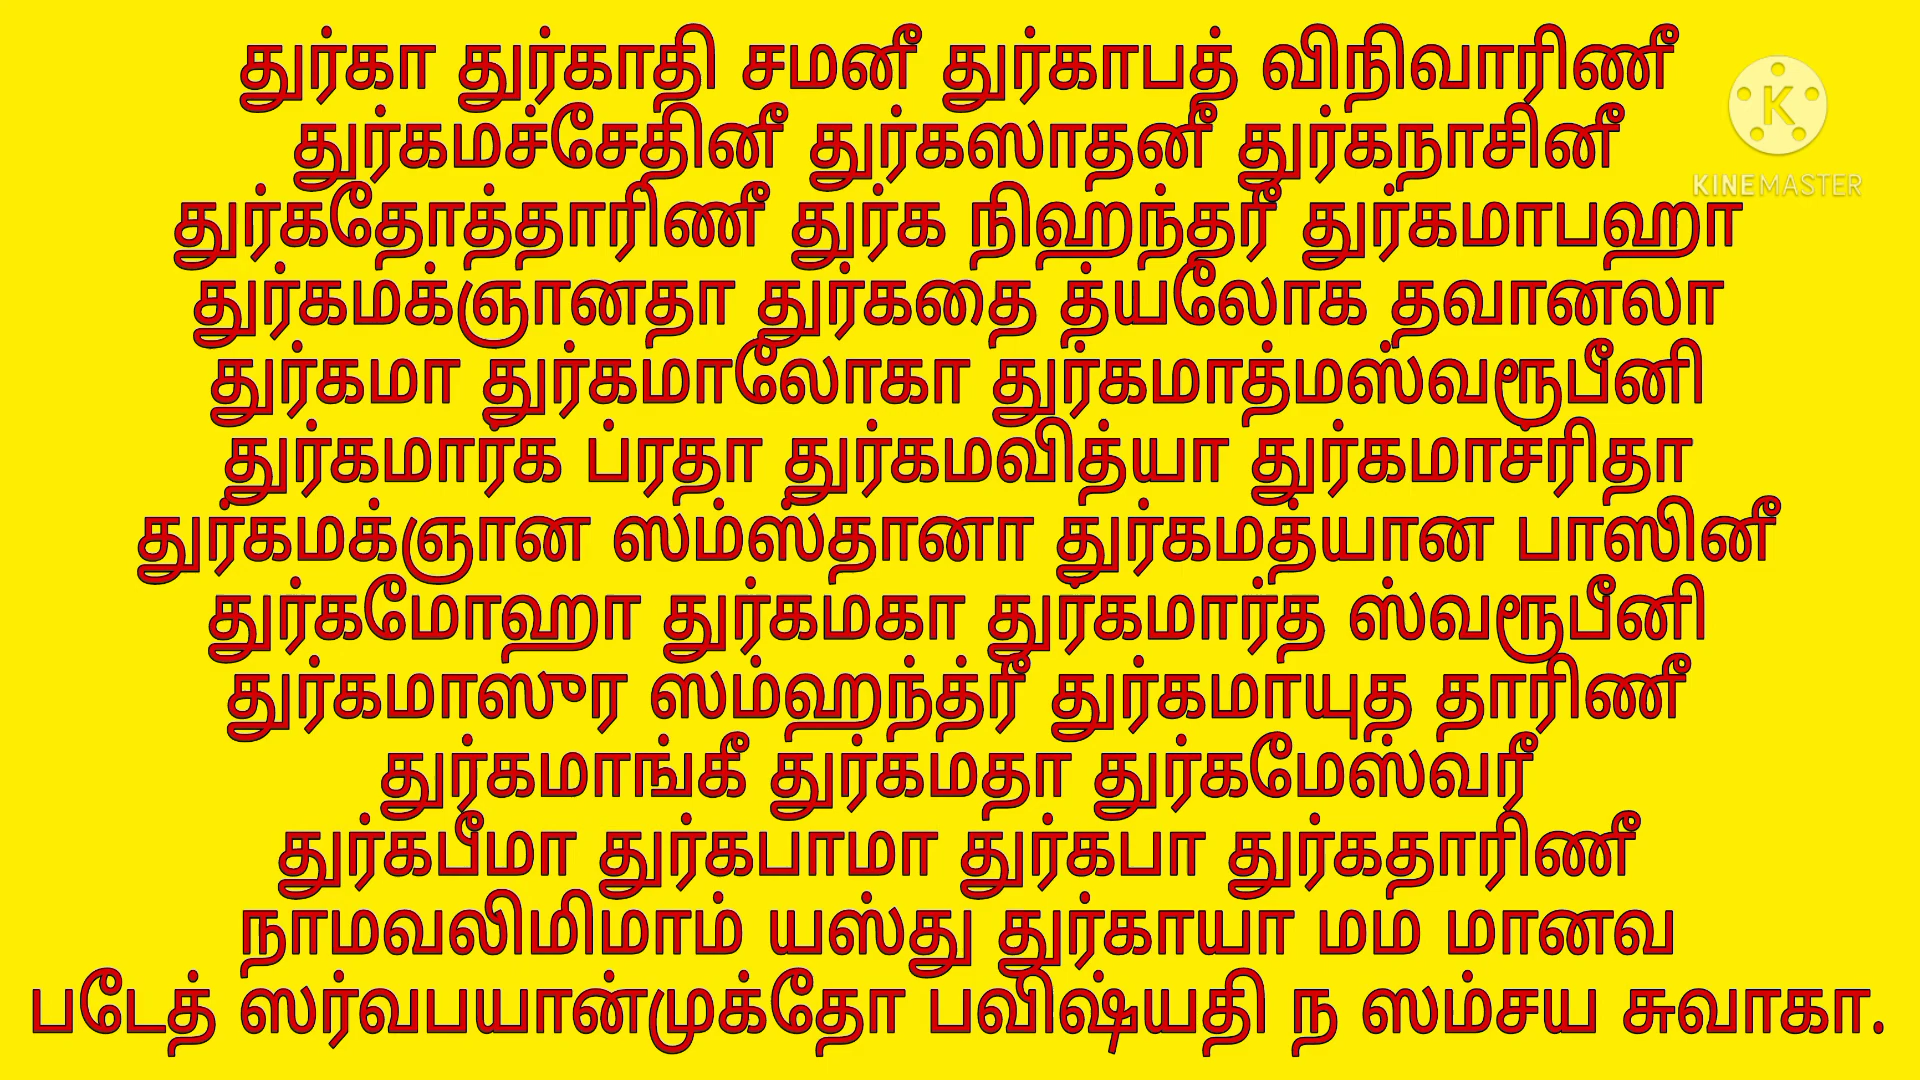 துர்கா துர்காதி சமனீ துர்காபத் விநிவாரிணீ
துர்கமச்சேதினீ துர்கஸாதனீ துர்கநாசினீ
துர்கதோத்தாரிணீ துர்க நிஹந்தரீ துர்கமாபஹா
துர்கமக்ஞானதா துர்கதை த்யலோக தவானலா
துர்கமா துர்கமாலோகா துர்கமாத்மஸ்வரூபீனி
துர்கமார்க ப்ரதா துர்கமவித்யா துர்கமாச்ரிதா
துர்கமக்ஞான ஸம்ஸ்தானா துர்கமத்யான பாஸினீ
துர்கமோஹா துர்கமகா துர்கமார்த ஸ்வரூபீனி
துர்கமாஸுர ஸம்ஹந்த்ரீ துர்கமாயுத தாரிணீ
துர்கமாங்கீ துர்கமதா துர்கமேஸ்வரீ
துர்கபீமா துர்கபாமா துர்கபா துர்கதாரிணீ
நாமவலிமிமாம் யஸ்து துர்காயா மம மானவ
படேத் ஸர்வபயான்முக்தோ பவிஷ்யதி ந ஸம்சய சுவாகா.
K
KINEMASTER